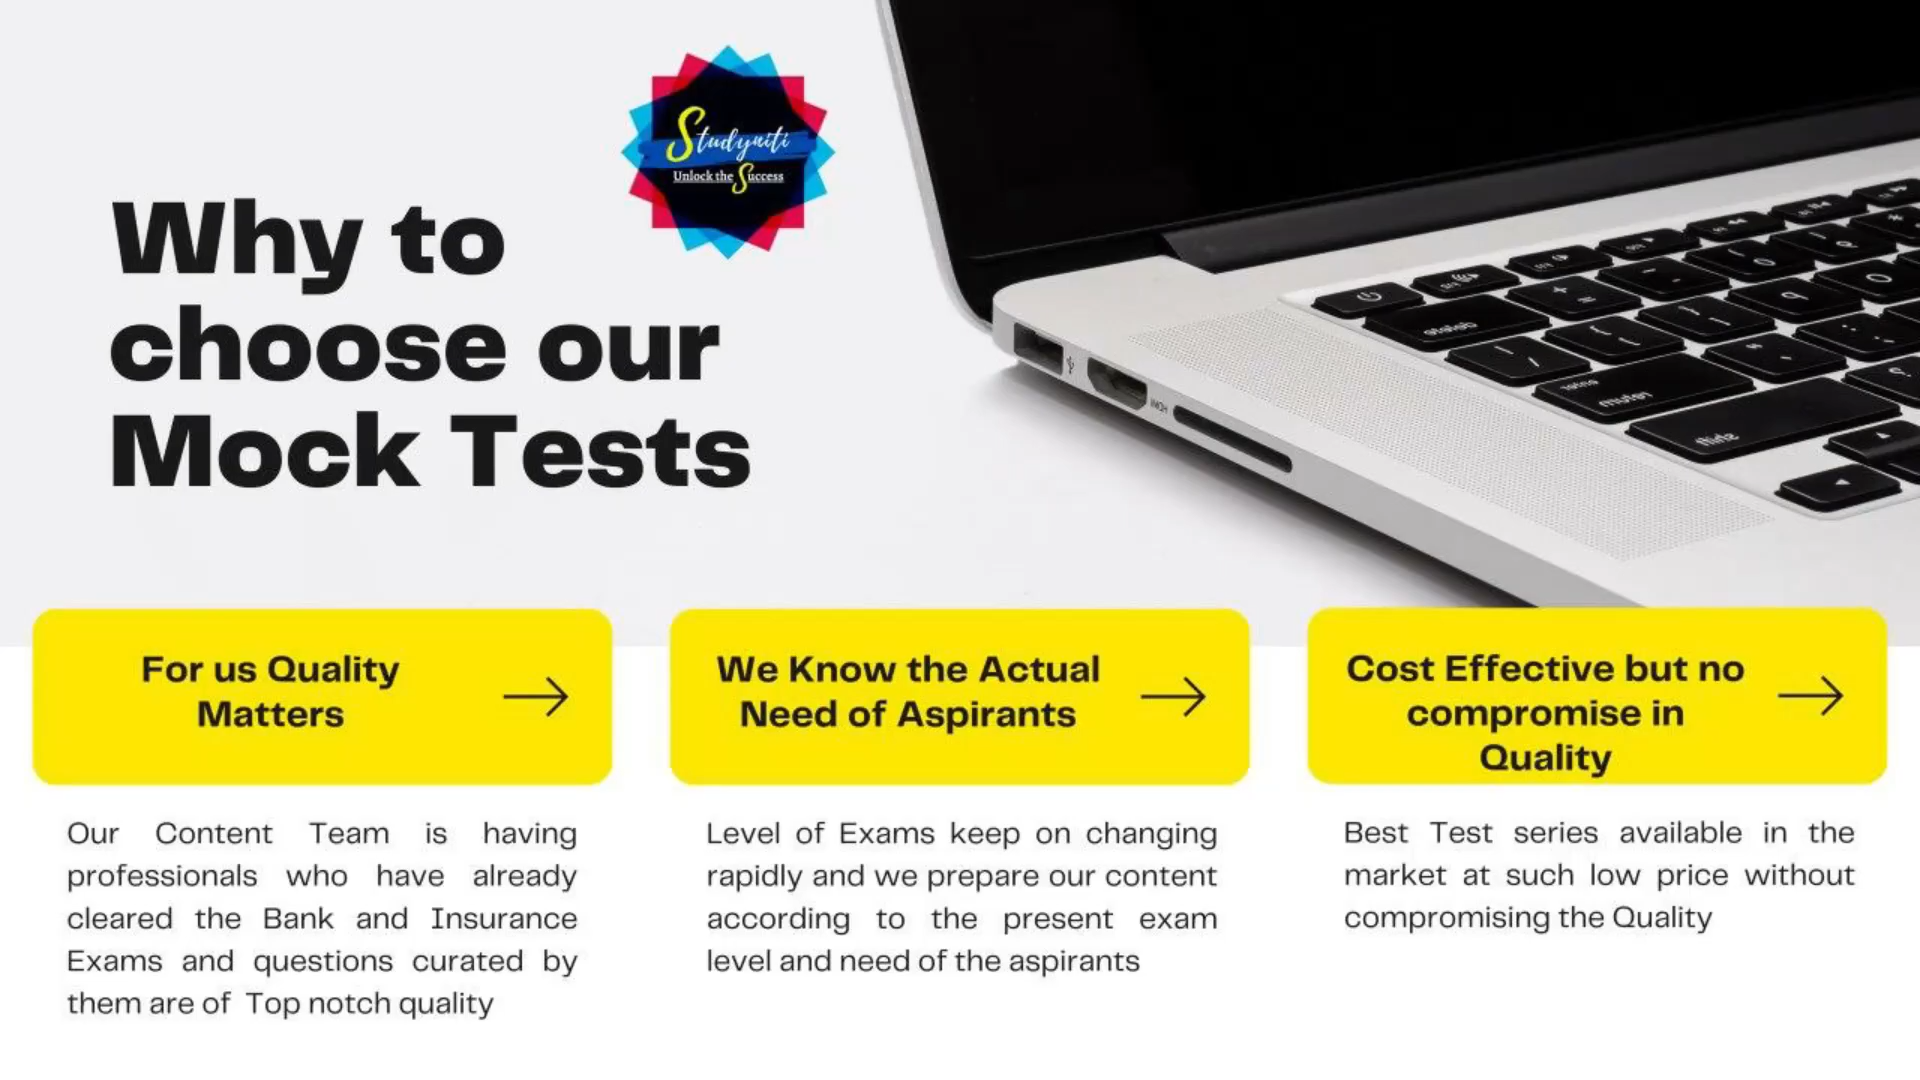 Studyniti
Unlock the Success
Why to
choose our
Mock Tests
For us Quality
Matters
We Know the Actual
Need of Aspirants
Cost Effective but no
compromise in
Quality
Our Content Team is having
professionals who have already
cleared the Bank and Insurance
Exams and questions curated by
them are of Top notch quality
Level of Exams keep on changing
rapidly and we prepare our content
according to the present exam
level and need of the aspirants
Best Test series available in the
market at such low price without
compromising the Quality